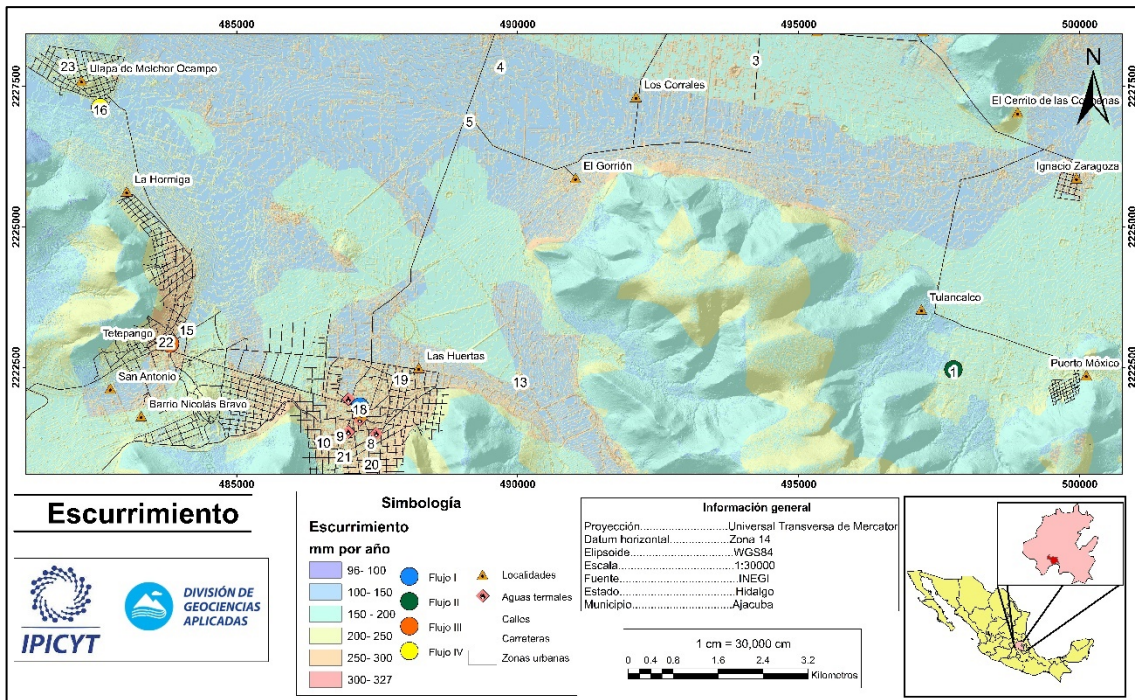 485000 490000 495000 500000
2227500 2227500
2225000 2225000
2222500 2222500
N
23 Ulapa de Melchor Ocampo
16
4
3
5
Los Corrales
El Cerrito de las
El Gorrión
Ignacio Zaragoza
La Hormiga
Tulancalco
Tetepango
15
22
Las Huertas
San Antonio
19
13
1
Puerto México
Barrio Nicolás Bravo
18
10
9
8
21
20
485000 490000 495000 500000
Escurrimiento
IPICYT
DIVISIÓN DE
GEOCIENCIAS
APLICADAS
Simbología
Escurrimiento
mm por año
96- 100
100- 150
150 - 200
200- 250
250- 300
300- 327
Flujo I
Flujo II
Flujo III
Flujo IV
Localidades
Aguas termales
Calles
Carreteras
Zonas urbanas
Información general
Proyección.......................Universal Transversa de Mercator
Datum horizontal..............Zona 14
Elipsoide...........................WGS84
Escala...............................1:30000
Fuente................................INEGI
Estado................................Hidalgo
Municipio...........................Ajacuba
1 cm = 30,000 cm
0 0.4 0.8 1.6 2.4 3.2
Kilometros